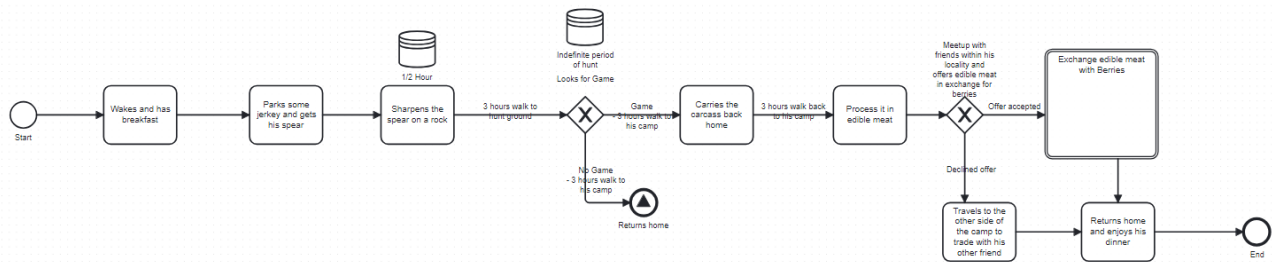 Start
Wakes and has
breakfast
Parks some
jerkey and gets
his spear
1/2 Hour
Sharpens the
spear on a rock
3 hours walk to
hunt ground
Indefinite period
of hunt
Looks for Game
Game
- 3 hours walk to
his camp
No Game
- 3 hours walk to
his camp
Returns home
Carries the
carcass back
home
3 hours walk back
to his camp
Process it in
edible meat
Meetup with
friends within his
locality and
offers edible meat
in exchange for
berries
Offer accepted
Declined offer
Exchange edible meat
with Berries
Travels to the
other side of
the camp to
trade with his
other friend
Returns home
and enjoys his
dinner
End